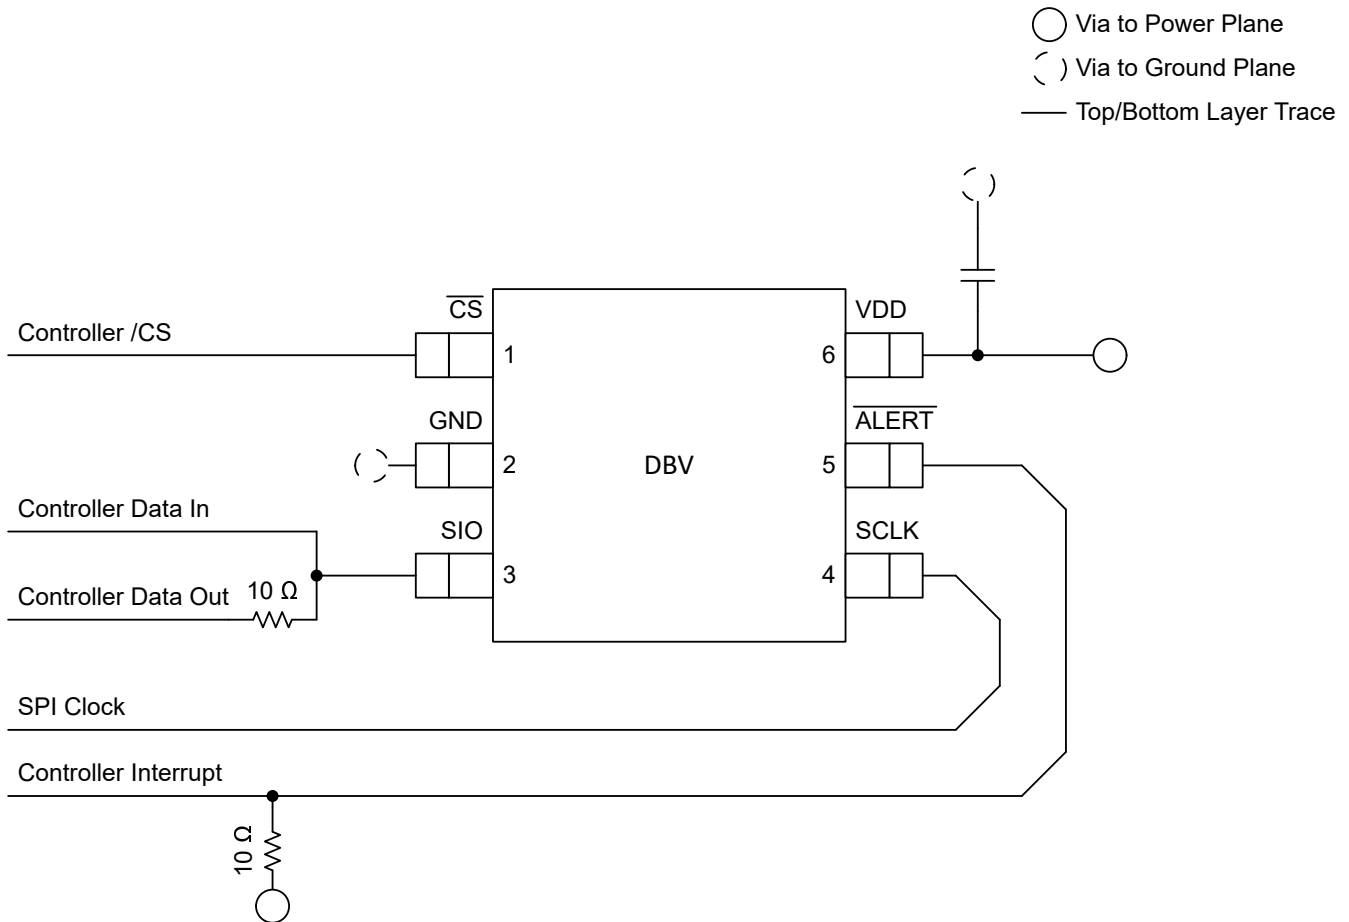 Via to Power Plane
Via to Ground Plane
Top/Bottom Layer Trace
CS
VDD
Controller /CS
1
6
GND
ALERT
2
DBV
5
Controller Data In
SIO
SCLK
3
4
Controller Data Out
10 Ω
SPI Clock
Controller Interrupt
10 Ω